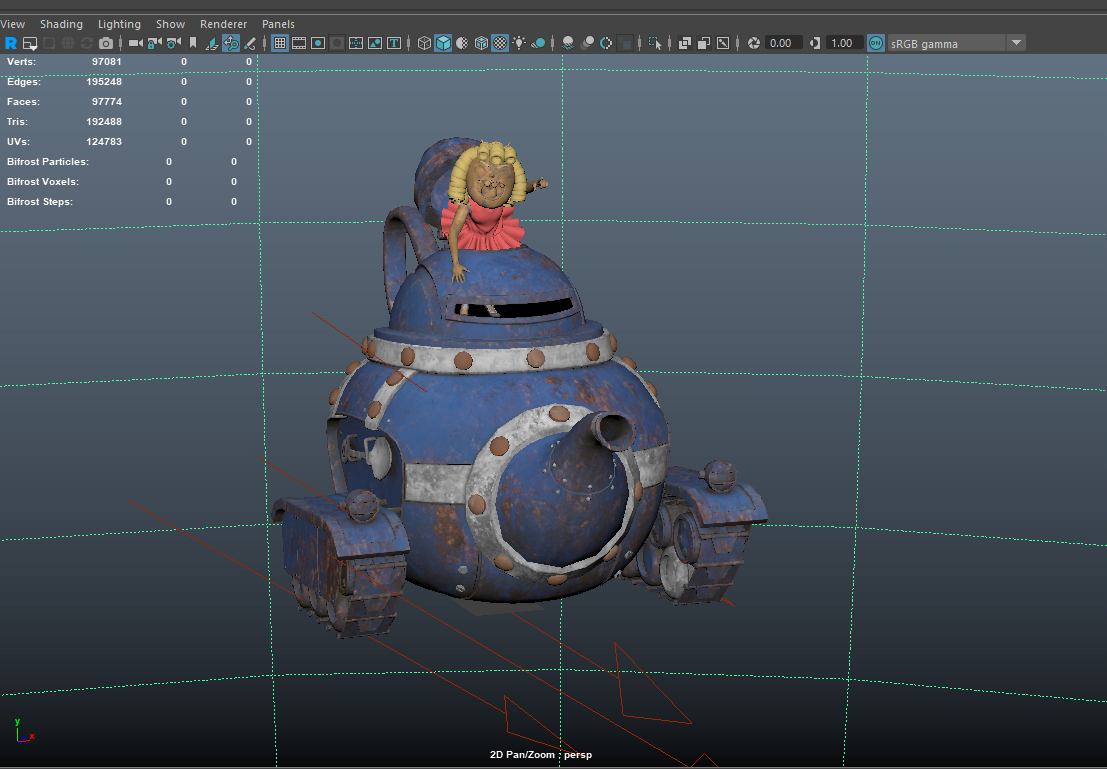 View Shading Lighting Show Renderer Panels
R T 0.00 1.00 ON sRGB gamma
Verts: 97081 0 0
Edges: 195248 0 0
Faces: 97774 0 0
Tris: 192488 0 0
UVs: 124783 0 0
Bifrost Particles: 0 0
Bifrost Voxels: 0 0
Bifrost Steps: 0 0
y
x
2D Pan/Zoom : persp